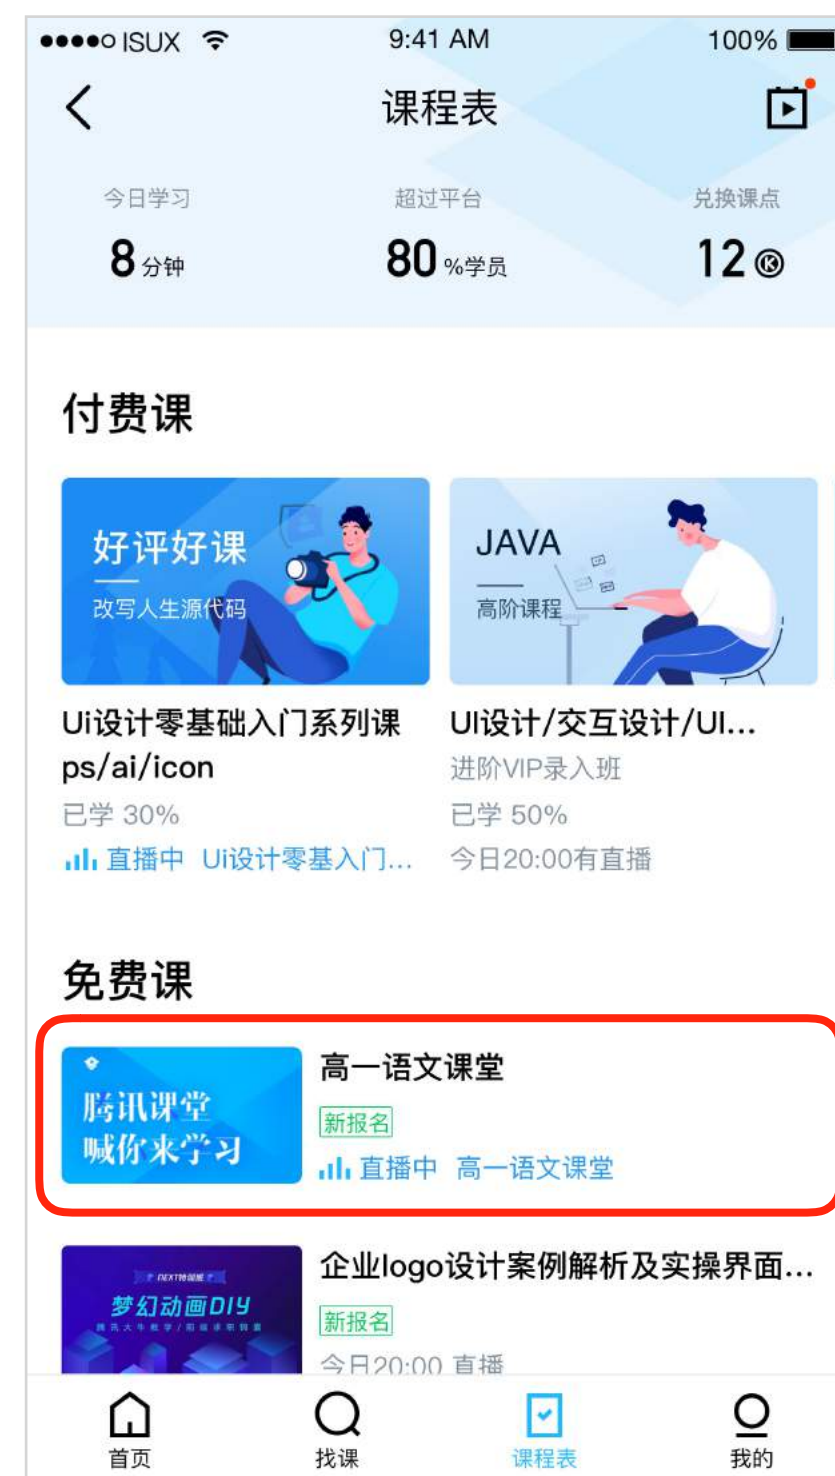 ISUX 9:41 AM 100%
课程表
今日学习 超过平台 兑换课点
8分钟 80%学员 12 K
付费课
好评好课
改写人生源代码
JAVA
高阶课程
Ui设计零基础入门系列课
ps/ai/icon
已学 30%
直播中 Ui设计零基入门...
UI设计/交互设计/UI...
进阶VIP录入班
已学 50%
今日20:00有直播
免费课
腾讯课堂
喊你来学习
高一语文课堂
新报名
直播中 高一语文课堂
NEXT特训班
梦幻动画DIY
企业logo设计案例解析及实操界面...
新报名
今日20:00 直播
首页 找课 课程表 我的